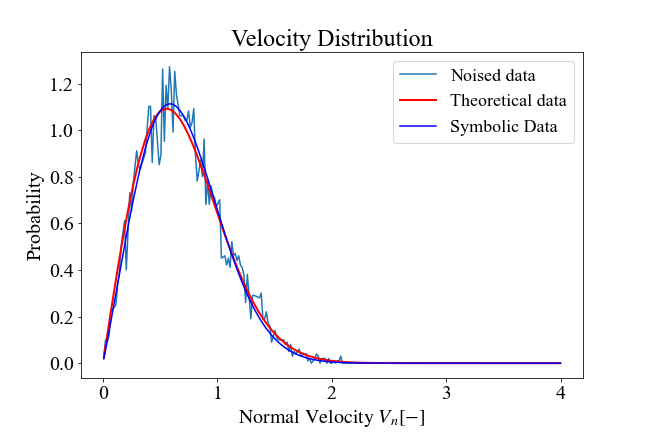 Velocity Distribution
Noised data
Theoretical data
Symbolic Data
Probability
1.2
1.0
0.8
0.6
0.4
0.2
0.0
0 1 2 3 4
Normal Velocity Vₙ[−]